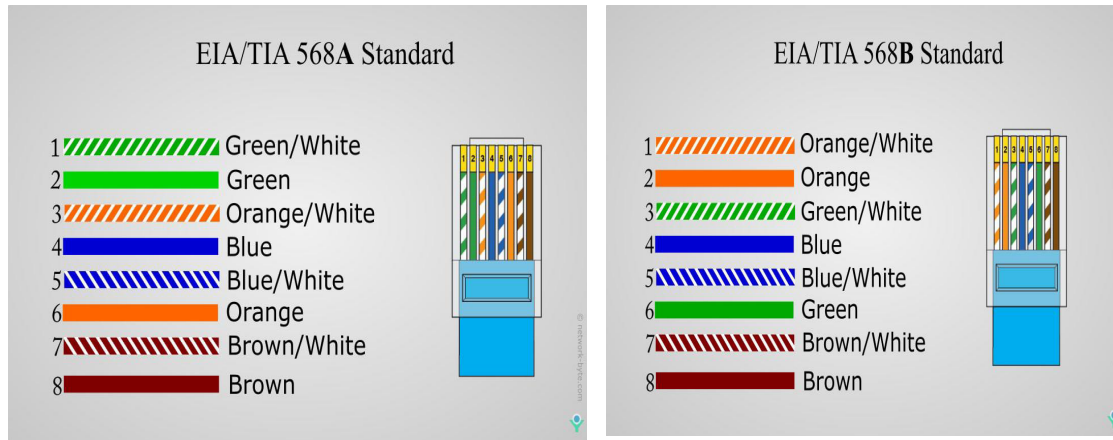 EIA/TIA 568A Standard
1 Green/White
2 Green
3 Orange/White
4 Blue
5 Blue/White
6 Orange
7 Brown/White
8 Brown
1 2 3 4 5 6 7 8
© network-byte.com
EIA/TIA 568B Standard
1 Orange/White
2 Orange
3 Green/White
4 Blue
5 Blue/White
6 Green
7 Brown/White
8 Brown
1 2 3 4 5 6 7 8